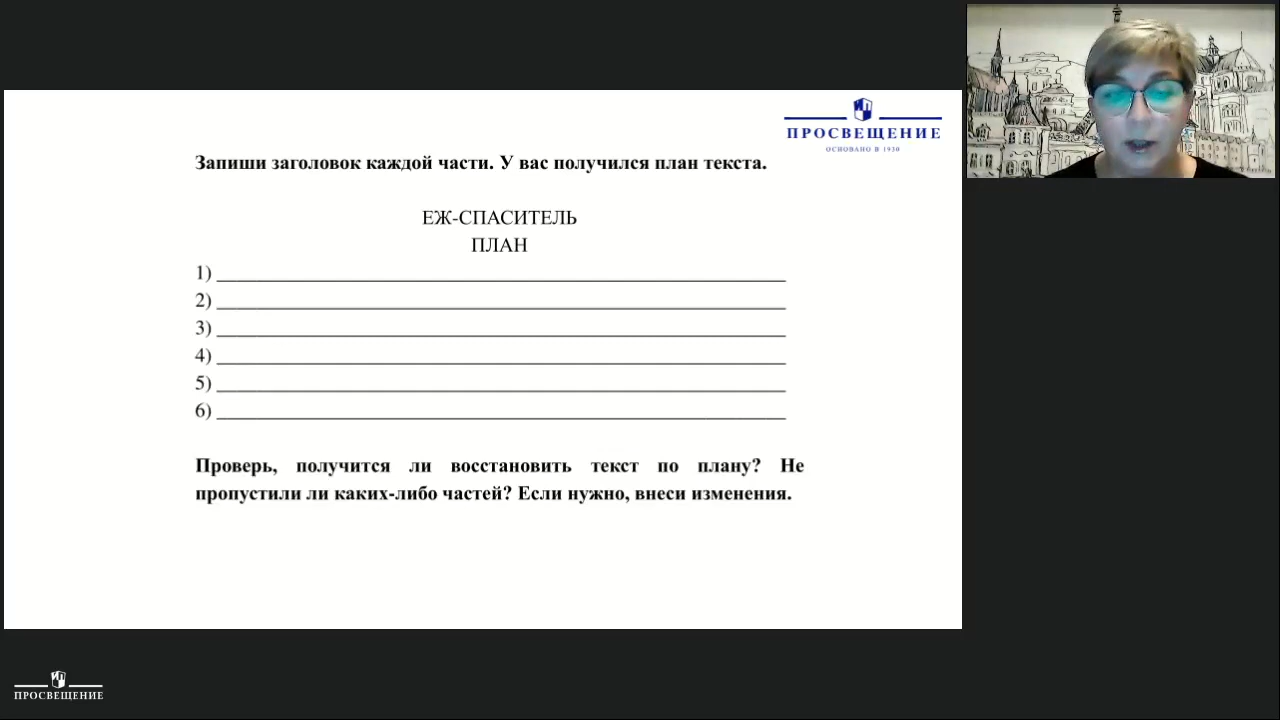 ПРОСВЕЩЕНИЕ
ОСНОВАНО В 1930
Запиши заголовок каждой части. У вас получился план текста.
ЕЖ-СПАСИТЕЛЬ
ПЛАН
1)
2)
3)
4)
5)
6)
Проверь, получится ли восстановить текст по плану? Не
пропустили ли каких-либо частей? Если нужно, внеси изменения.
ПРОСВЕЩЕНИЕ